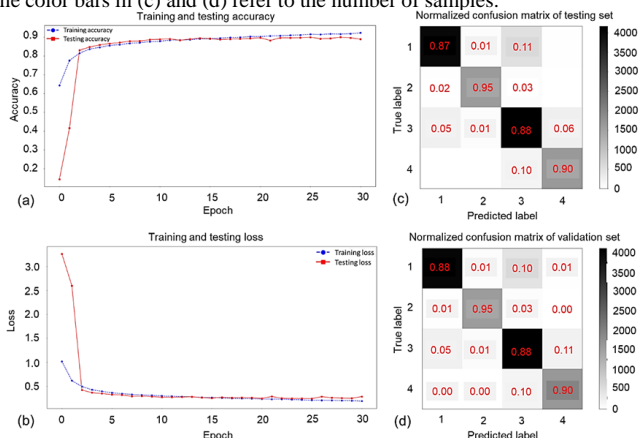 ne color bars in (c) and (d) refer to the number of samples.
Training and testing accuracy
Training accuracy
Testing accuracy
Accuracy
0.9
0.8
0.7
0.6
0.5
0.4
0.3
0.2
0 5 10 15 20 25 30
Epoch
(a)
Normalized confusion matrix of testing set
True label
1 0.87 0.01 0.11
2 0.02 0.95 0.03
3 0.05 0.01 0.88 0.06
4 0.10 0.90
1 2 3 4
Predicted label
(c)
4000
3500
3000
2500
2000
1500
1000
500
0
Training and testing loss
Training loss
Testing loss
Loss
3.0
2.5
2.0
1.5
1.0
0.5
0 5 10 15 20 25 30
Epoch
(b)
Normalized confusion matrix of validation set
True label
1 0.88 0.01 0.10 0.01
2 0.01 0.95 0.03 0.00
3 0.05 0.01 0.88 0.11
4 0.00 0.00 0.10 0.90
1 2 3 4
Predicted label
(d)
4000
3500
3000
2500
2000
1500
1000
500
0